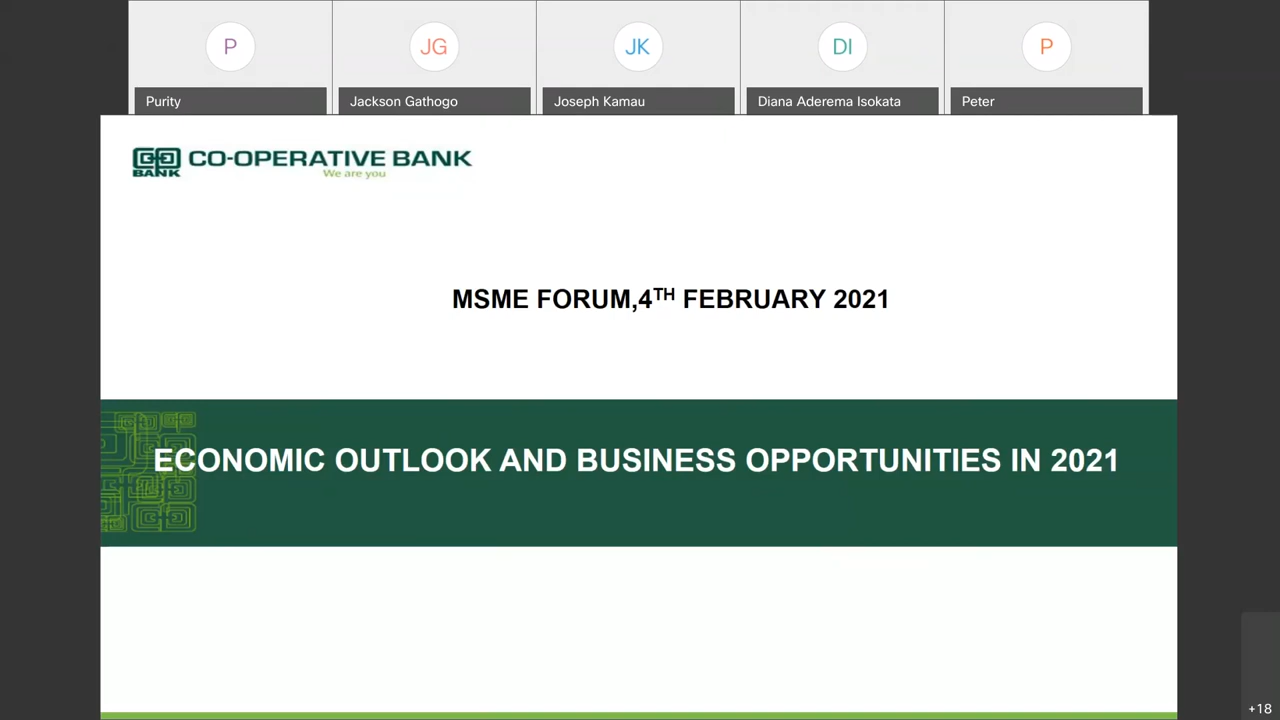 P
JG
JK
DI
P
Purity
Jackson Gathogo
Joseph Kamau
Diana Aderema Isokata
Peter
BANK
CO-OPERATIVE BANK
We are you
MSME FORUM,4TH FEBRUARY 2021
ECONOMIC OUTLOOK AND BUSINESS OPPORTUNITIES IN 2021
+18